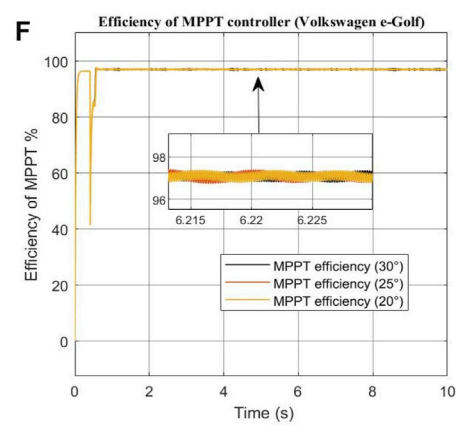 F
Efficiency of MPPT controller (Volkswagen e-Golf)
Efficiency of MPPT %
120
100
80
60
40
20
0
98
96
6.215 6.22 6.225
MPPT efficiency (30°)
MPPT efficiency (25°)
MPPT efficiency (20°)
0 2 4 6 8 10
Time (s)